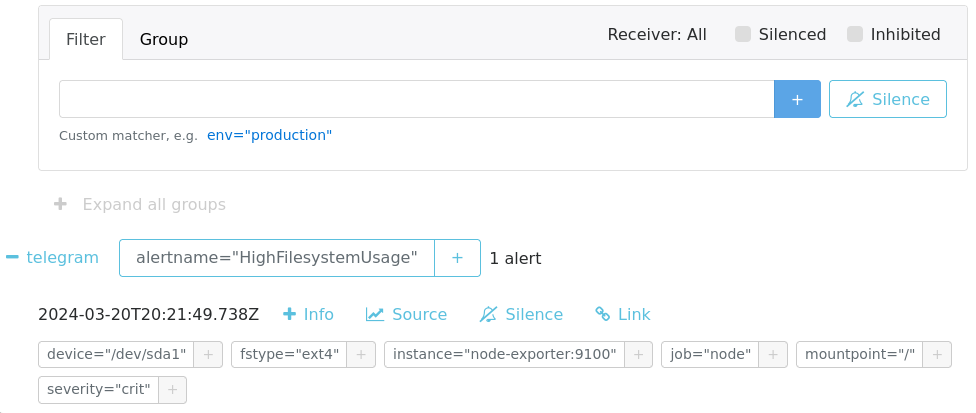 Filter Group Receiver: All Silenced Inhibited
+ Silence
Custom matcher, e.g. env="production"
+ Expand all groups
− telegram alertname="HighFilesystemUsage" + 1 alert
2024-03-20T20:21:49.738Z + Info Source Silence Link
device="/dev/sda1" + fstype="ext4" + instance="node-exporter:9100" + job="node" + mountpoint="/" +
severity="crit" +